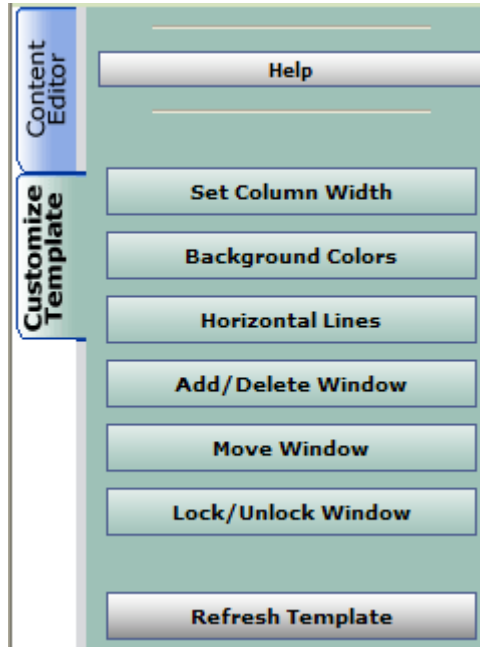 Content
Editor
Customize
Template
Help
Set Column Width
Background Colors
Horizontal Lines
Add/Delete Window
Move Window
Lock/Unlock Window
Refresh Template